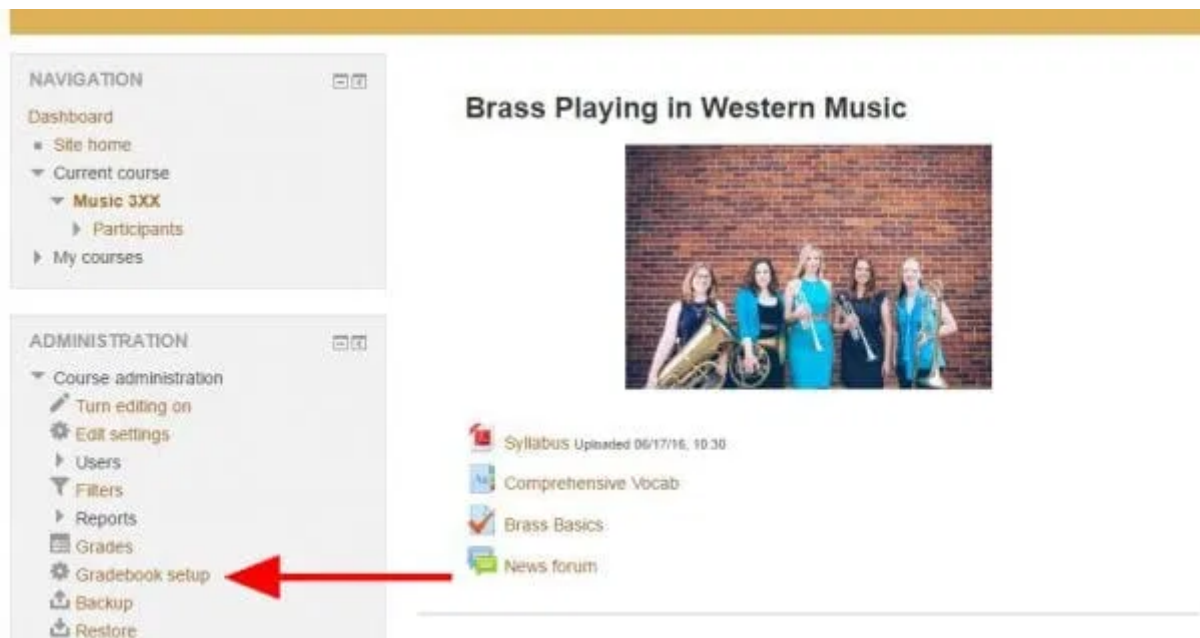 NAVIGATION
Dashboard
Site home
Current course
Music 3XX
Participants
My courses
ADMINISTRATION
Course administration
Turn editing on
Edit settings
Users
Filters
Reports
Grades
Gradebook setup
Backup
Restore
Brass Playing in Western Music
Syllabus Uploaded 06/17/16, 10:30
Comprehensive Vocab
Brass Basics
News forum